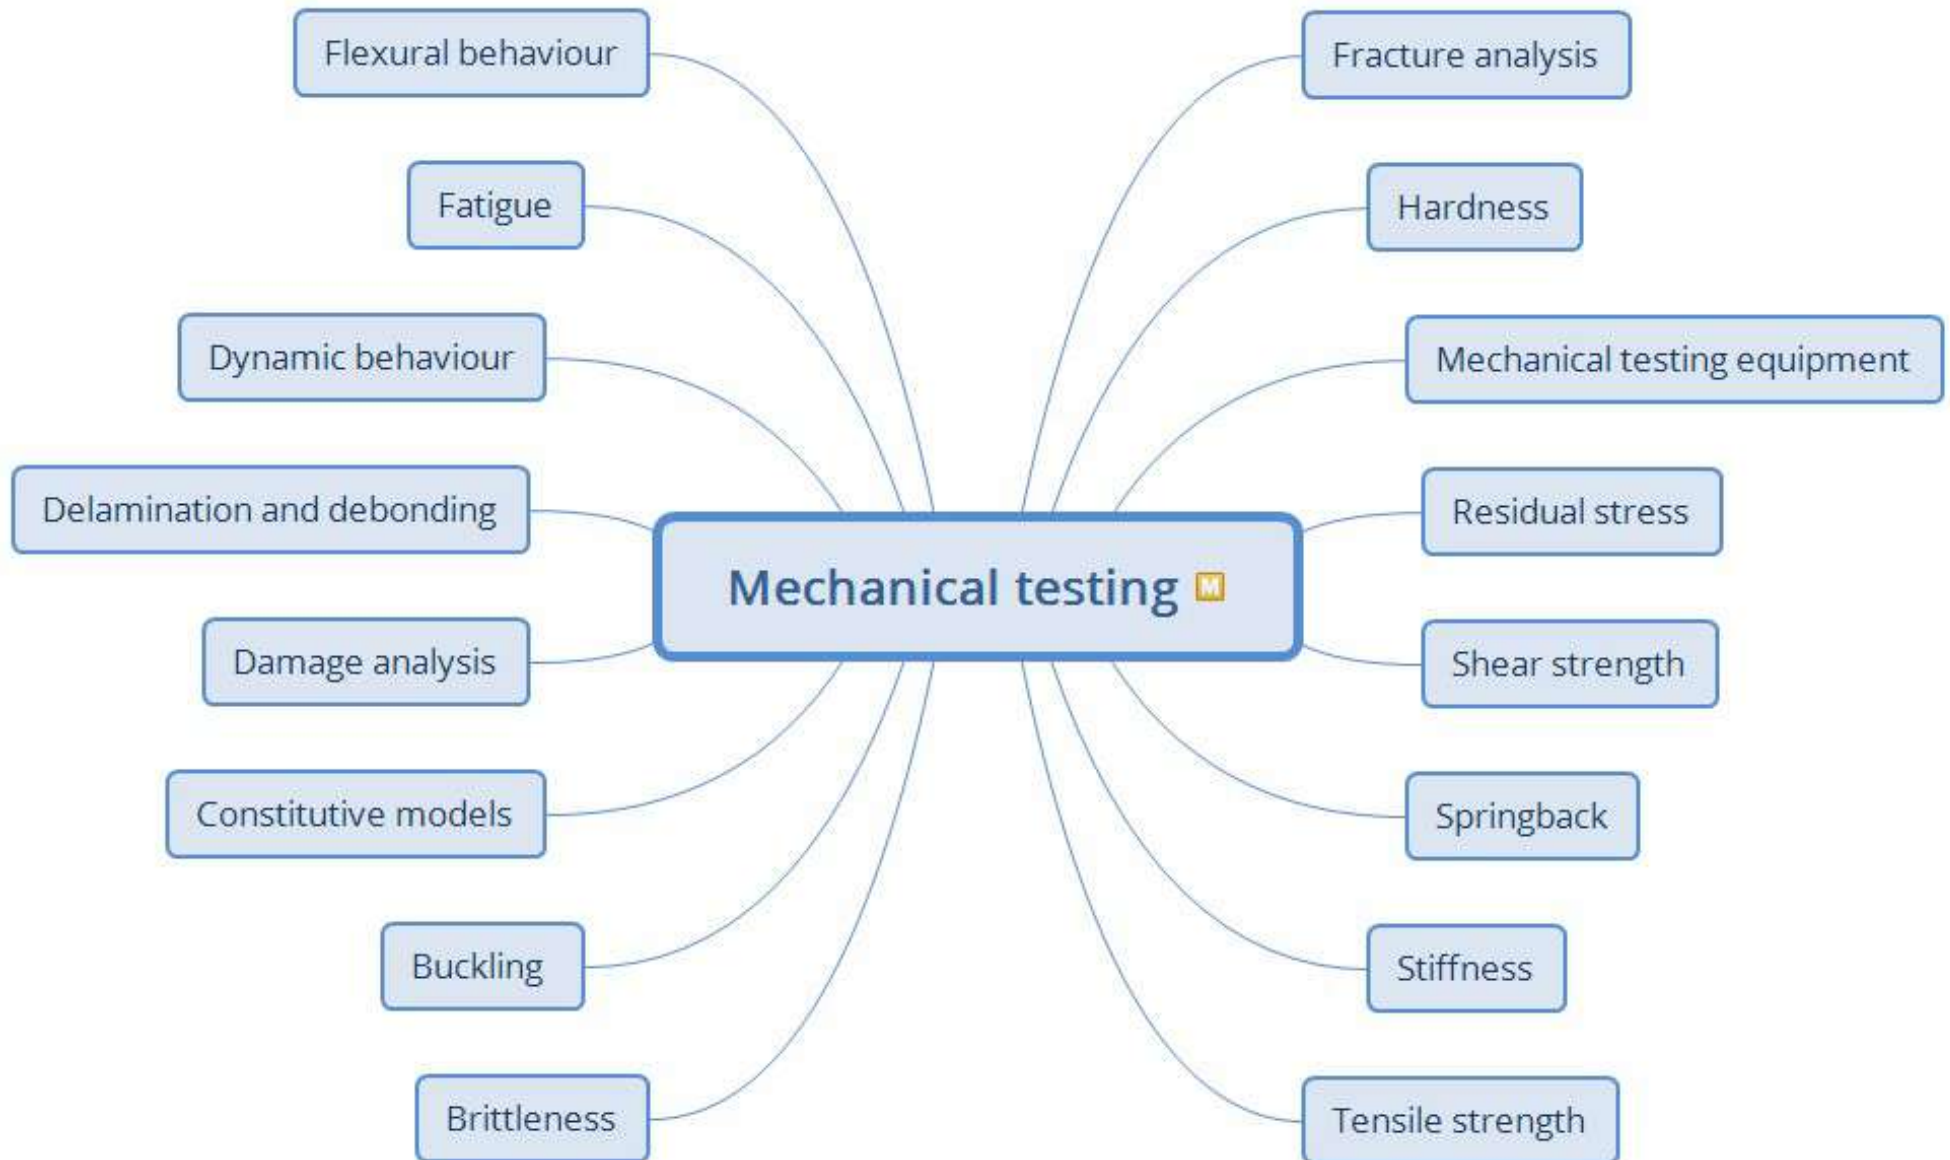 Flexural behaviour
Fatigue
Dynamic behaviour
Delamination and debonding
Damage analysis
Constitutive models
Buckling
Brittleness
Mechanical testing M
Fracture analysis
Hardness
Mechanical testing equipment
Residual stress
Shear strength
Springback
Stiffness
Tensile strength